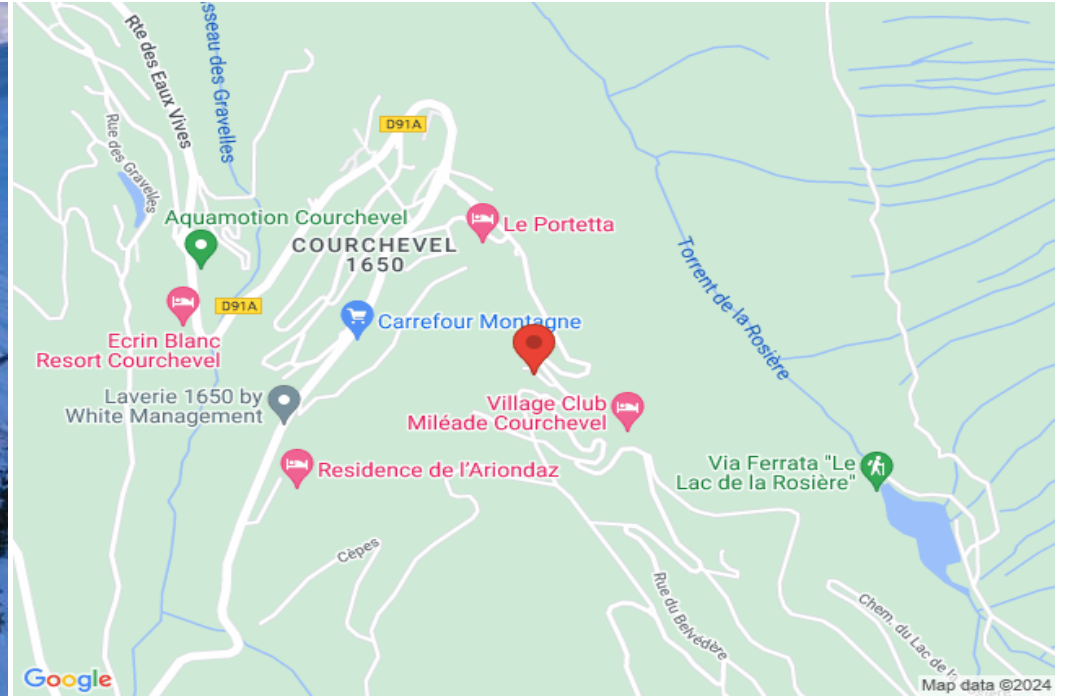 Rte des Eaux Vives
sseau des Gravelles
Rue des Gravelles
D91A
Aquamotion Courchevel
COURCHEVEL
1650
Le Portetta
Torrent de la Rosière
D91A
Carrefour Montagne
Ecrin Blanc
Resort Courchevel
Laverie 1650 by
White Management
Village Club
Miléade Courchevel
Residence de l'Ariondaz
Via Ferrata "Le
Lac de la Rosière"
Cèpes
Rue du Belvédère
Chem. du Lac de la
Google
Map data ©2024